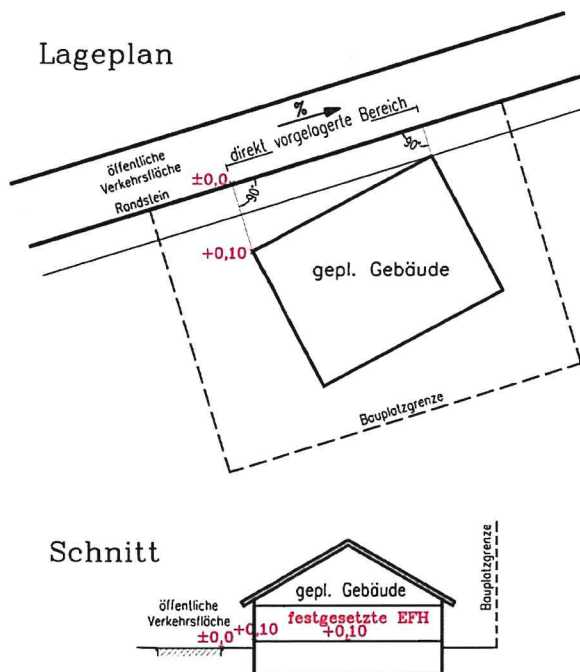 Lageplan
%
direkt vorgelagerte Bereich
öffentliche
Verkehrsfläche
±0,0
Rondstein
90°
90°
+0,10
gepl. Gebäude
Bauplatzgrenze
Schnitt
Bauplatzgrenze
gepl. Gebäude
öffentliche
Verkehrsfläche
festgesetzte EFH
±0,0
+0,10
+0,10